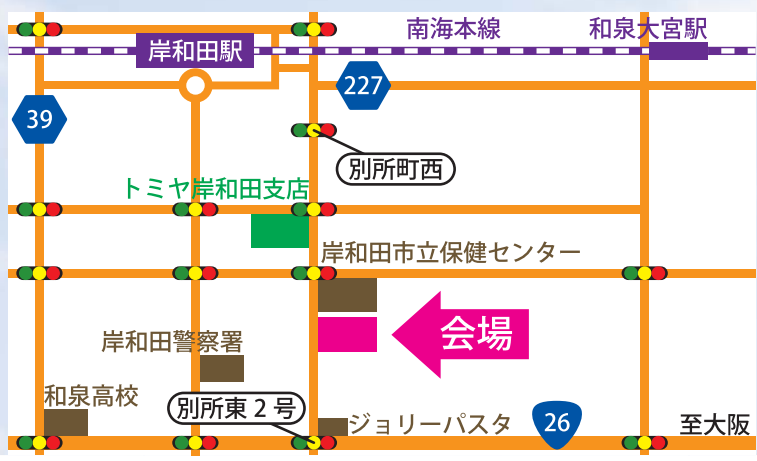 南海本線
和泉大宮駅
岸和田駅
227
39
別所町西
トミヤ岸和田支店
岸和田市立保健センター
会場
岸和田警察署
和泉高校
別所東2号
ジョリーパスタ
26
至大阪